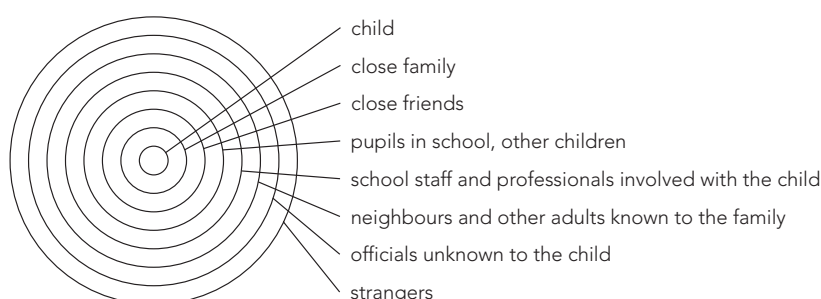 child
close family
close friends
pupils in school, other children
school staff and professionals involved with the child
neighbours and other adults known to the family
officials unknown to the child
strangers